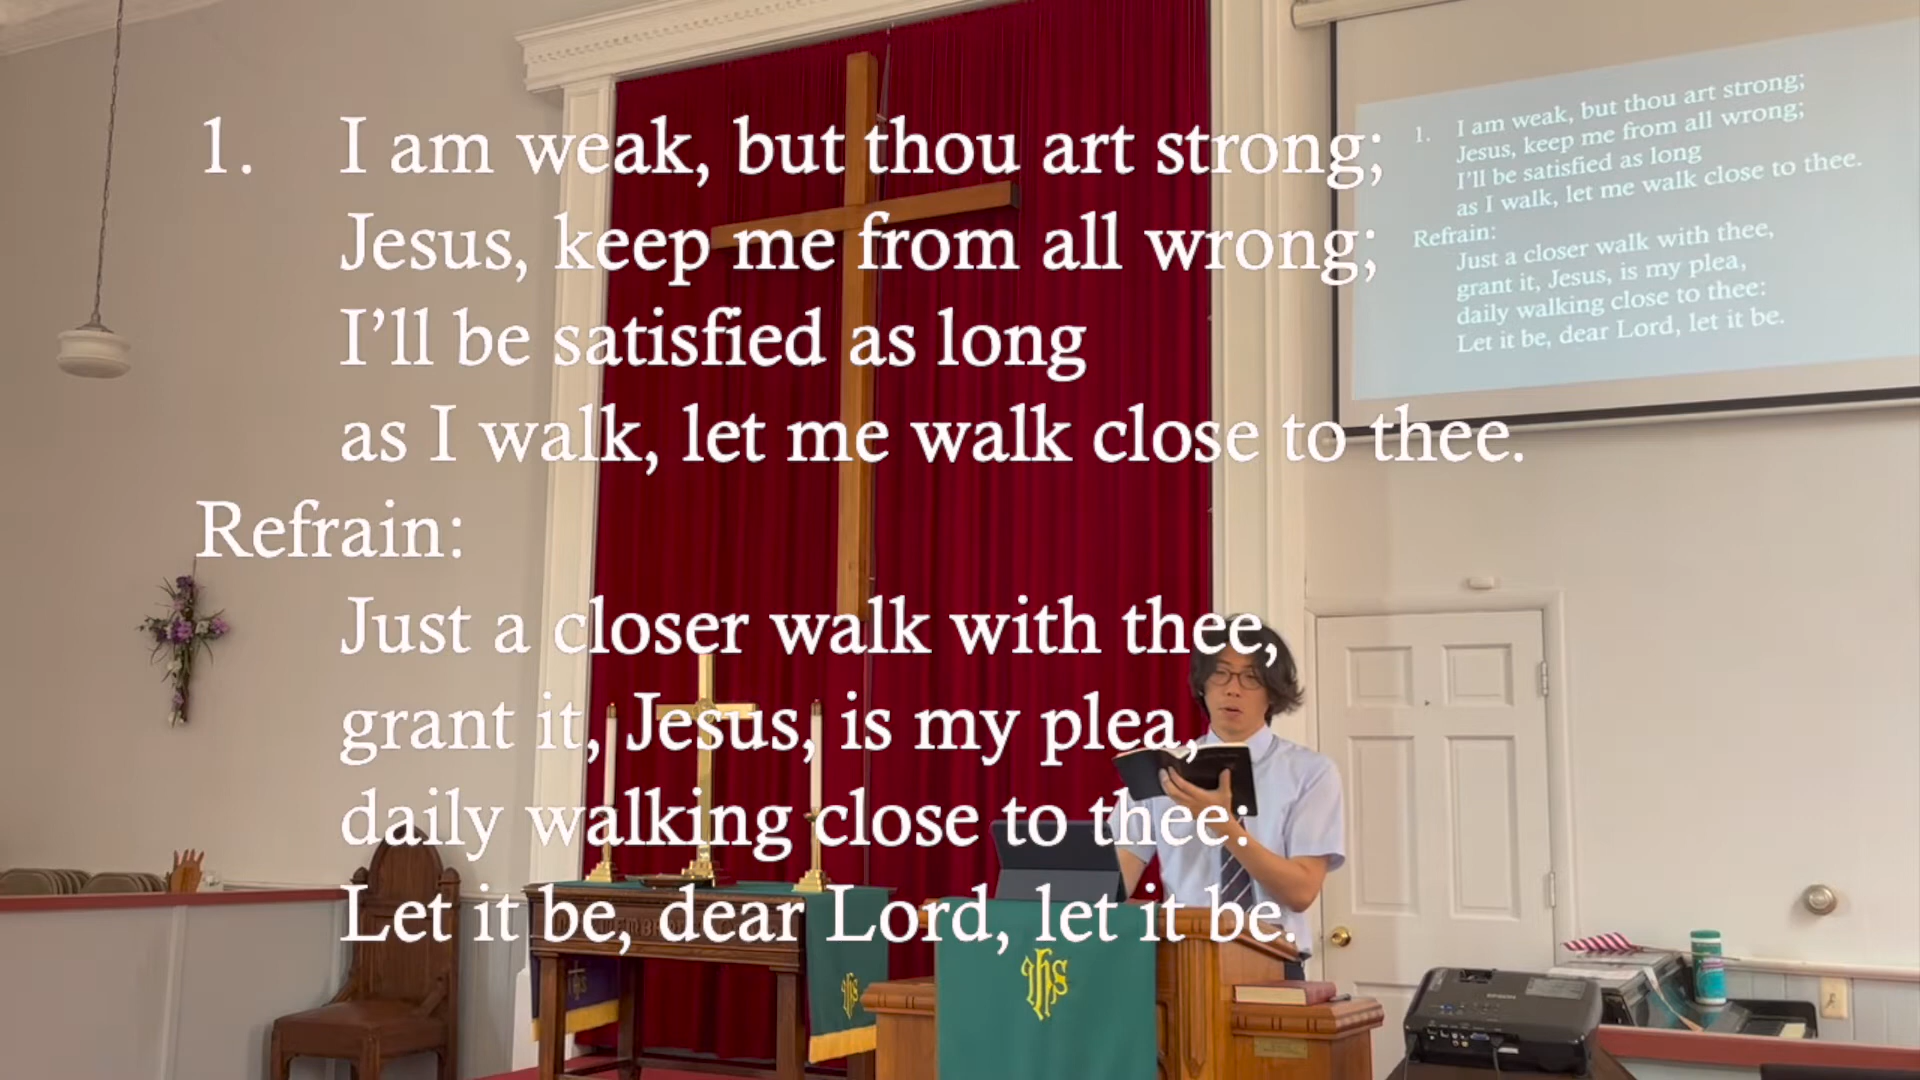 1. I am weak, but thou art strong;
Jesus, keep me from all wrong;
I’ll be satisfied as long
as I walk, let me walk close to thee.
Refrain:
Just a closer walk with thee,
grant it, Jesus, is my plea,
daily walking close to thee:
Let it be, dear Lord, let it be.
1. I am weak, but thou art strong;
Jesus, keep me from all wrong;
I’ll be satisfied as long
as I walk, let me walk close to thee.
Refrain:
Just a closer walk with thee,
grant it, Jesus, is my plea,
daily walking close to thee:
Let it be, dear Lord, let it be.
IHS
IHS
EPSON